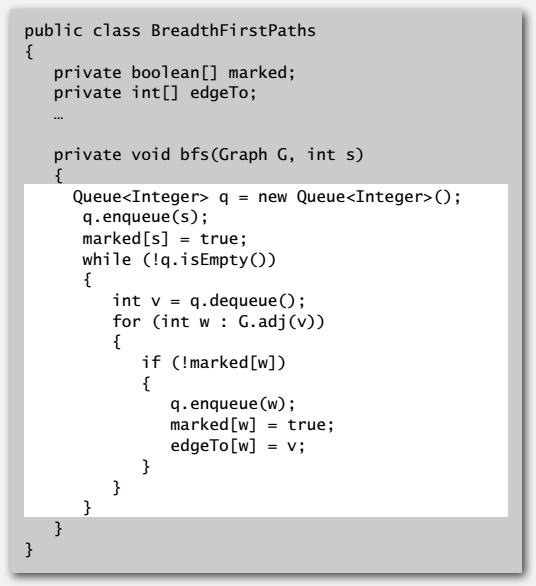 public class BreadthFirstPaths
{
   private boolean[] marked;
   private int[] edgeTo;
   …
   private void bfs(Graph G, int s)
   {
     Queue<Integer> q = new Queue<Integer>();
      q.enqueue(s);
      marked[s] = true;
      while (!q.isEmpty())
      {
         int v = q.dequeue();
         for (int w : G.adj(v))
         {
            if (!marked[w])
            {
               q.enqueue(w);
               marked[w] = true;
               edgeTo[w] = v;
            }
         }
      }
   }
}